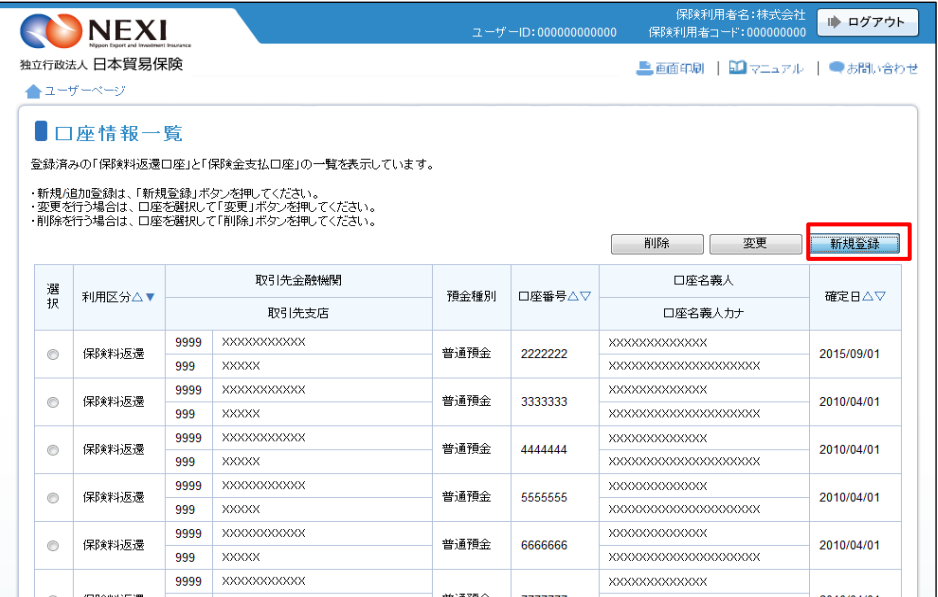 NEXI
Nippon Export and Investment Insurance
独立行政法人 日本貿易保険
ユーザーID:000000000000
保険利用者名:株式会社
保険利用者コード:000000000
ログアウト
画面印刷 | マニュアル | お問い合わせ
ユーザーページ
口座情報一覧
登録済みの「保険料返還口座」と「保険金支払口座」の一覧を表示しています。
・新規/追加登録は、「新規登録」ボタンを押してください。
・変更を行う場合は、口座を選択して「変更」ボタンを押してください。
・削除を行う場合は、口座を選択して「削除」ボタンを押してください。
削除 変更 新規登録
選択 利用区分△▼ 取引先金融機関 預金種別 口座番号△▽ 口座名義人 確定日△▽
取引先支店 口座名義人カナ
保険料返還 9999 XXXXXXXXXXX 普通預金 2222222 XXXXXXXXXXXXX 2015/09/01
999 XXXXX XXXXXXXXXXXXXXXXXXXX
保険料返還 9999 XXXXXXXXXXX 普通預金 3333333 XXXXXXXXXXXXX 2010/04/01
999 XXXXX XXXXXXXXXXXXXXXXXXXX
保険料返還 9999 XXXXXXXXXXX 普通預金 4444444 XXXXXXXXXXXXX 2010/04/01
999 XXXXX XXXXXXXXXXXXXXXXXXXX
保険料返還 9999 XXXXXXXXXXX 普通預金 5555555 XXXXXXXXXXXXX 2010/04/01
999 XXXXX XXXXXXXXXXXXXXXXXXXX
保険料返還 9999 XXXXXXXXXXX 普通預金 6666666 XXXXXXXXXXXXX 2010/04/01
999 XXXXX XXXXXXXXXXXXXXXXXXXX
9999 XXXXXXXXXXX XXXXXXXXXXXXX